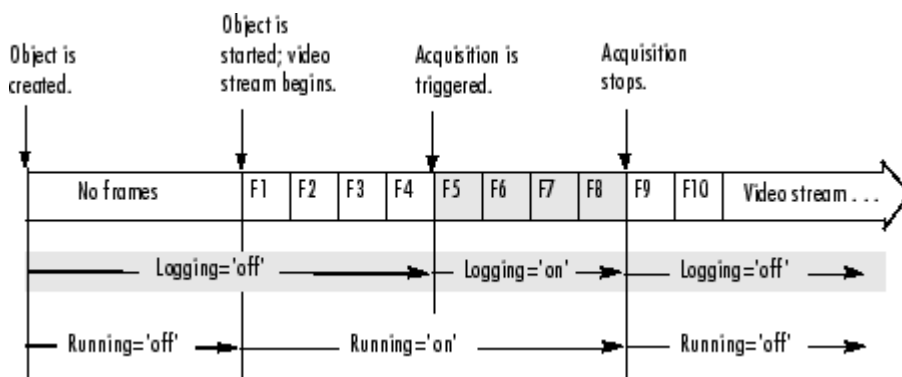 Object is
created.
Object is
started; video
stream begins.
Acquisition is
triggered.
Acquisition
stops.
No frames
F1
F2
F3
F4
F5
F6
F7
F8
F9
F10
Video stream . . .
Logging='off'
Logging='on'
Logging='off'
Running='off'
Running='on'
Running='off'